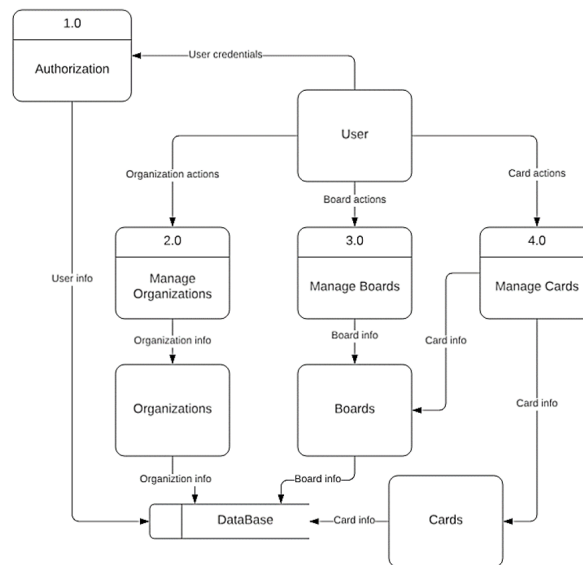 1.0
Authorization
User credentials
User
Organization actions
Board actions
Card actions
2.0
Manage
Organizations
3.0
Manage Boards
4.0
Manage Cards
User info
Organization info
Board info
Card info
Card info
Organizations
Boards
Organiztion info
Board info
DataBase
Card info
Cards